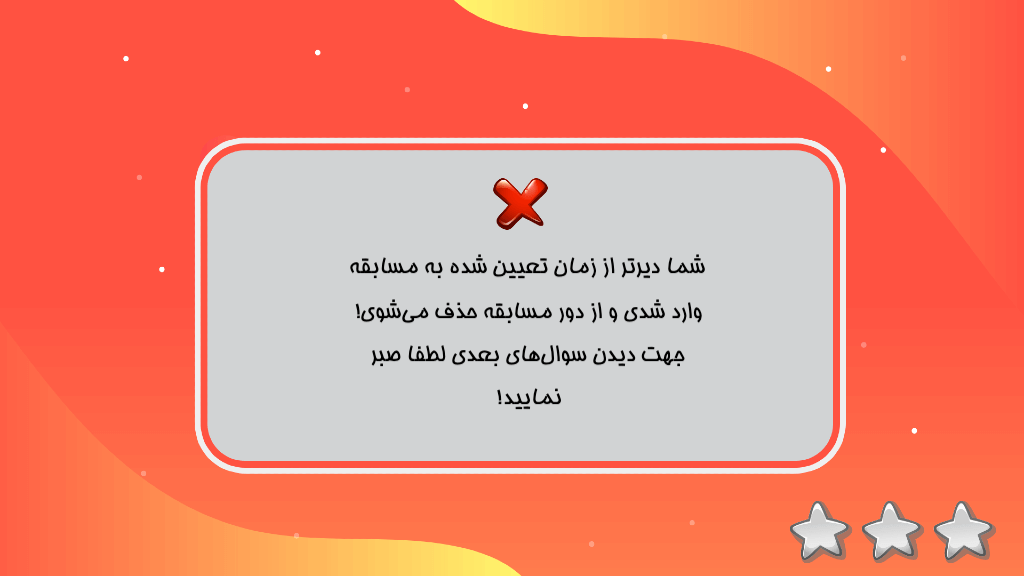 شما دیرتر از زمان تعیین شده به مسابقه
وارد شدی و از دور مسابقه حذف می‌شوی!
جهت دیدن سوال‌های بعدی لطفا صبر
نمایید!